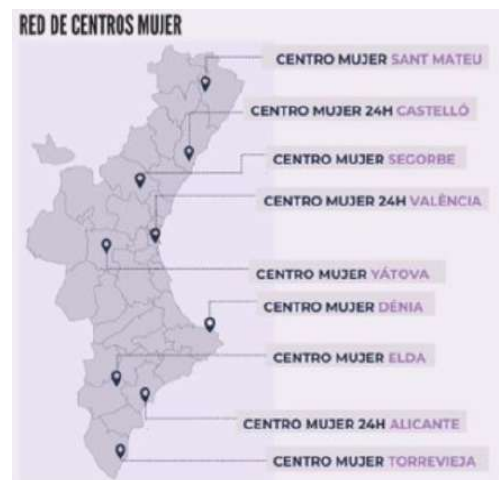 RED DE CENTROS MUJER
CENTRO MUJER SANT MATEU
CENTRO MUJER 24H CASTELLÓ
CENTRO MUJER SEGORBE
CENTRO MUJER 24H VALÈNCIA
CENTRO MUJER YÁTOVA
CENTRO MUJER DÉNIA
CENTRO MUJER ELDA
CENTRO MUJER 24H ALICANTE
CENTRO MUJER TORREVIEJA